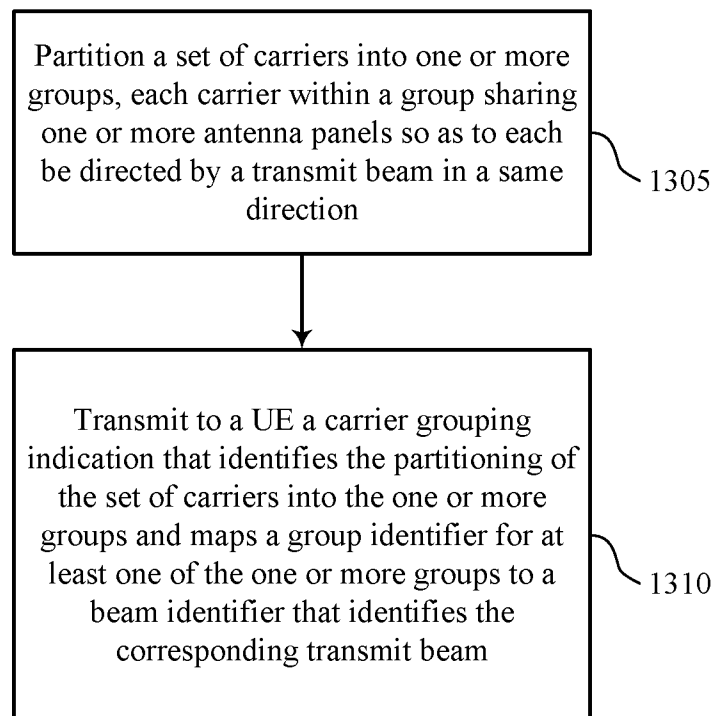 Partition a set of carriers into one or more
groups, each carrier within a group sharing
one or more antenna panels so as to each
be directed by a transmit beam in a same
direction
1305
Transmit to a UE a carrier grouping
indication that identifies the partitioning of
the set of carriers into the one or more
groups and maps a group identifier for at
least one of the one or more groups to a
beam identifier that identifies the
corresponding transmit beam
1310